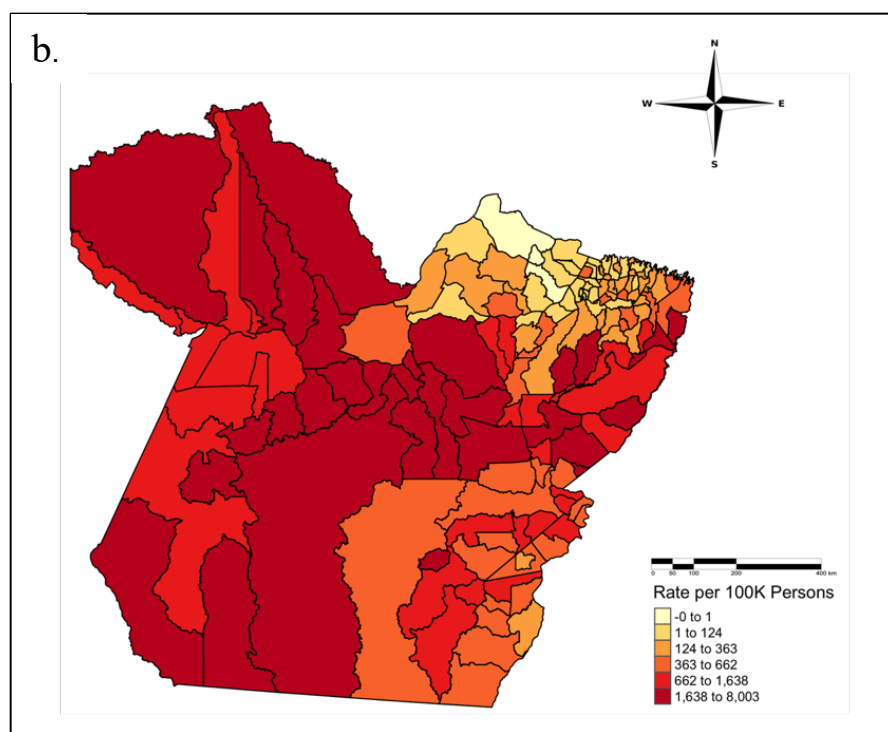 b.
N
W E
S
0 50 100 200 400 km
Rate per 100K Persons
-0 to 1
1 to 124
124 to 363
363 to 662
662 to 1,638
1,638 to 8,003